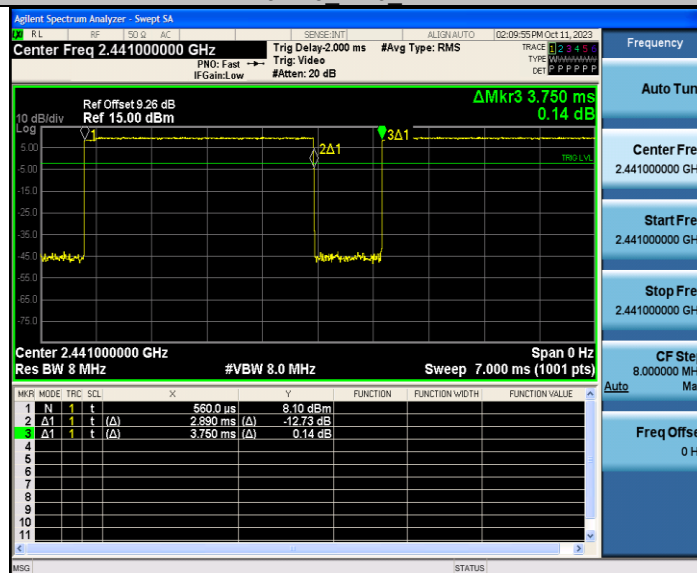 Agilent Spectrum Analyzer - Swept SA
RL RF 50 Ω AC SENSE:INT ALIGN AUTO 02:09:55 PM Oct 11, 2023
Center Freq 2.441000000 GHz
PNO: Fast
IFGain:Low
Trig Delay-2.000 ms
Trig: Video
#Atten: 20 dB
#Avg Type: RMS
TRACE 1 2 3 4 5 6
TYPE
DET P P P P P P
Ref Offset 9.26 dB
10 dB/div Ref 15.00 dBm
Log
ΔMkr3 3.750 ms
0.14 dB
1
2Δ1
3Δ1
TRIG LVL
5.00
-5.00
-15.0
-25.0
-35.0
-45.0
-55.0
-65.0
-75.0
Center 2.441000000 GHz Span 0 Hz
Res BW 8 MHz #VBW 8.0 MHz Sweep 7.000 ms (1001 pts)
MKR MODE TRC SCL X Y FUNCTION FUNCTION WIDTH FUNCTION VALUE
1 N 1 t 560.0 µs 8.10 dBm
2 Δ1 1 t (Δ) 2.890 ms (Δ) -12.73 dB
3 Δ1 1 t (Δ) 3.750 ms (Δ) 0.14 dB
4
5
6
7
8
9
10
11
MSG STATUS
Frequency
Auto Tun
Center Fre
2.441000000 GH
Start Fre
2.441000000 GH
Stop Fre
2.441000000 GH
CF Ste
8.000000 MH
Auto Ma
Freq Offse
0 H